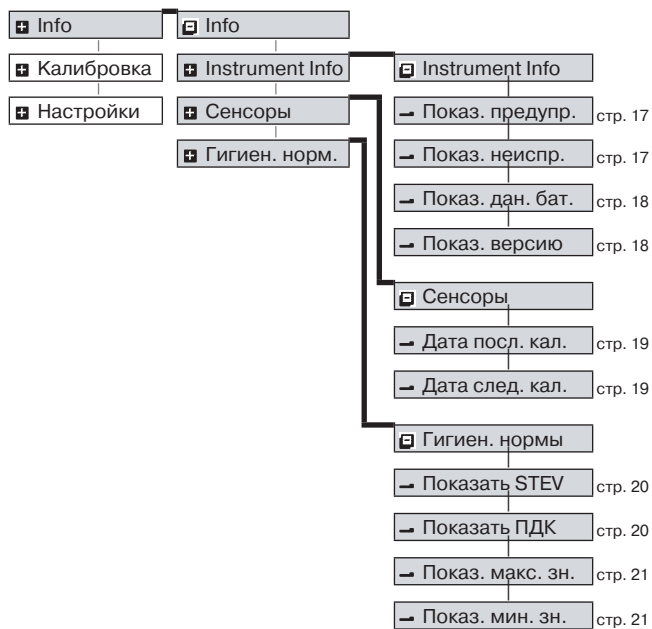 Info
Info
Калибровка
Instrument Info
Instrument Info
Настройки
Сенсоры
Показ. предупр. стр. 17
Гигиен. норм.
Показ. неиспр. стр. 17
Показ. дан. бат. стр. 18
Показ. версию стр. 18
Сенсоры
Дата посл. кал. стр. 19
Дата след. кал. стр. 19
Гигиен. нормы
Показать STEV стр. 20
Показать ПДК стр. 20
Показ. макс. зн. стр. 21
Показ. мин. зн. стр. 21